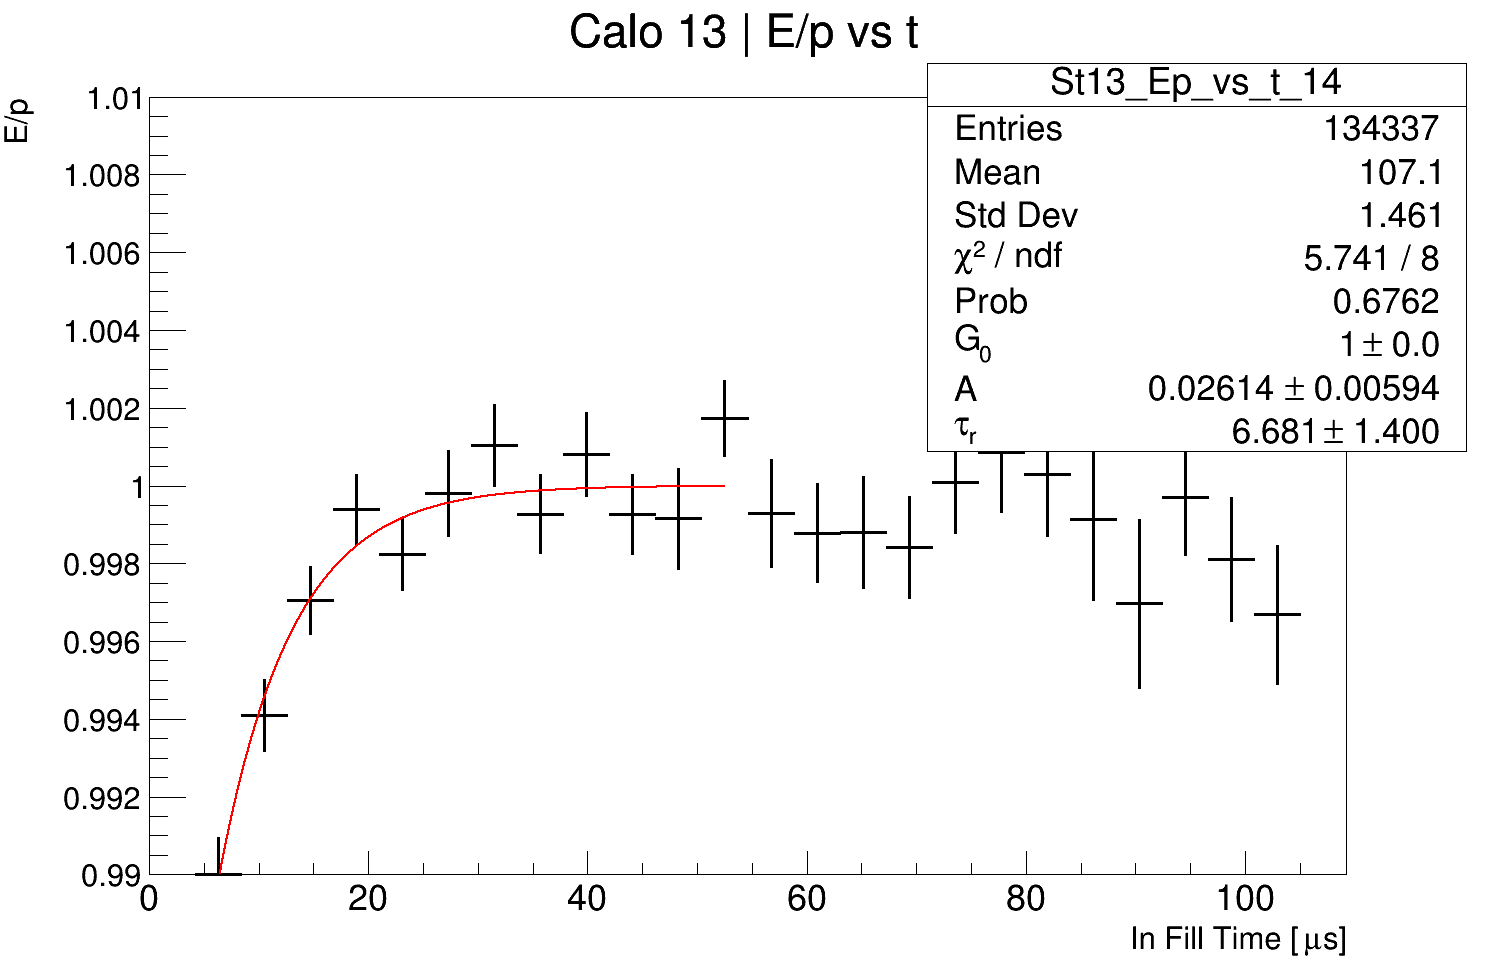 Calo 13 | E/p vs t
E/p
St13_Ep_vs_t_14
Entries 134337
Mean 107.1
Std Dev 1.461
χ² / ndf 5.741 / 8
Prob 0.6762
G₀ 1 ± 0.0
A 0.02614 ± 0.00594
τᵣ 6.681 ± 1.400
1.01
1.008
1.006
1.004
1.002
1
0.998
0.996
0.994
0.992
0.99
0 20 40 60 80 100
In Fill Time [μs]